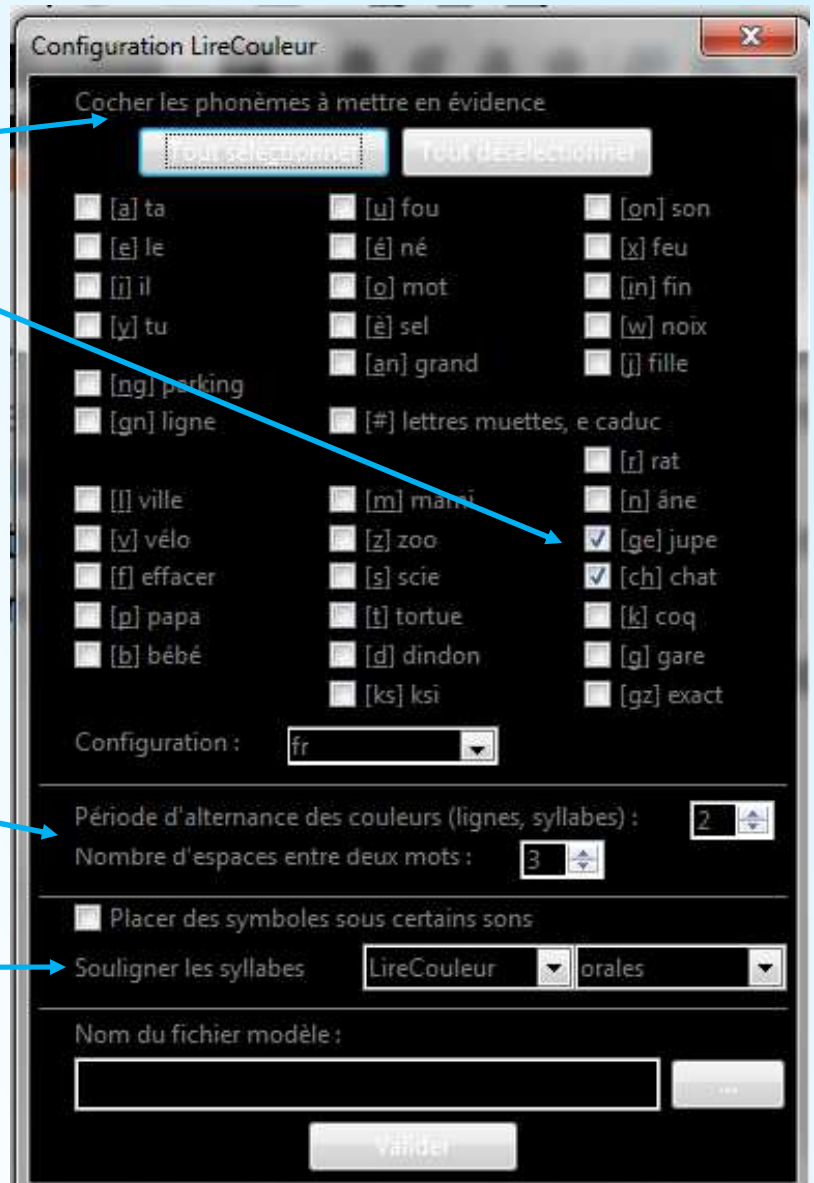 Configuration LireCouleur
Cocher les phonèmes à mettre en évidence
Tout sélectionner Tout désélectionner
[a] ta [u] fou [on] son
[e] le [é] né [x] feu
[i] il [o] mot [in] fin
[y] tu [è] sel [w] noix
[an] grand [j] fille
[ng] parking
[gn] ligne [#] lettres muettes, e caduc
[r] rat
[l] ville [m] mami [n] âne
[v] vélo [z] zoo [ge] jupe
[f] effacer [s] scie [ch] chat
[p] papa [t] tortue [k] coq
[b] bébé [d] dindon [g] gare
[ks] ksi [gz] exact
Configuration : fr
Période d'alternance des couleurs (lignes, syllabes) : 2
Nombre d'espaces entre deux mots : 3
Placer des symboles sous certains sons
Souligner les syllabes LireCouleur orales
Nom du fichier modèle :
...
Valider